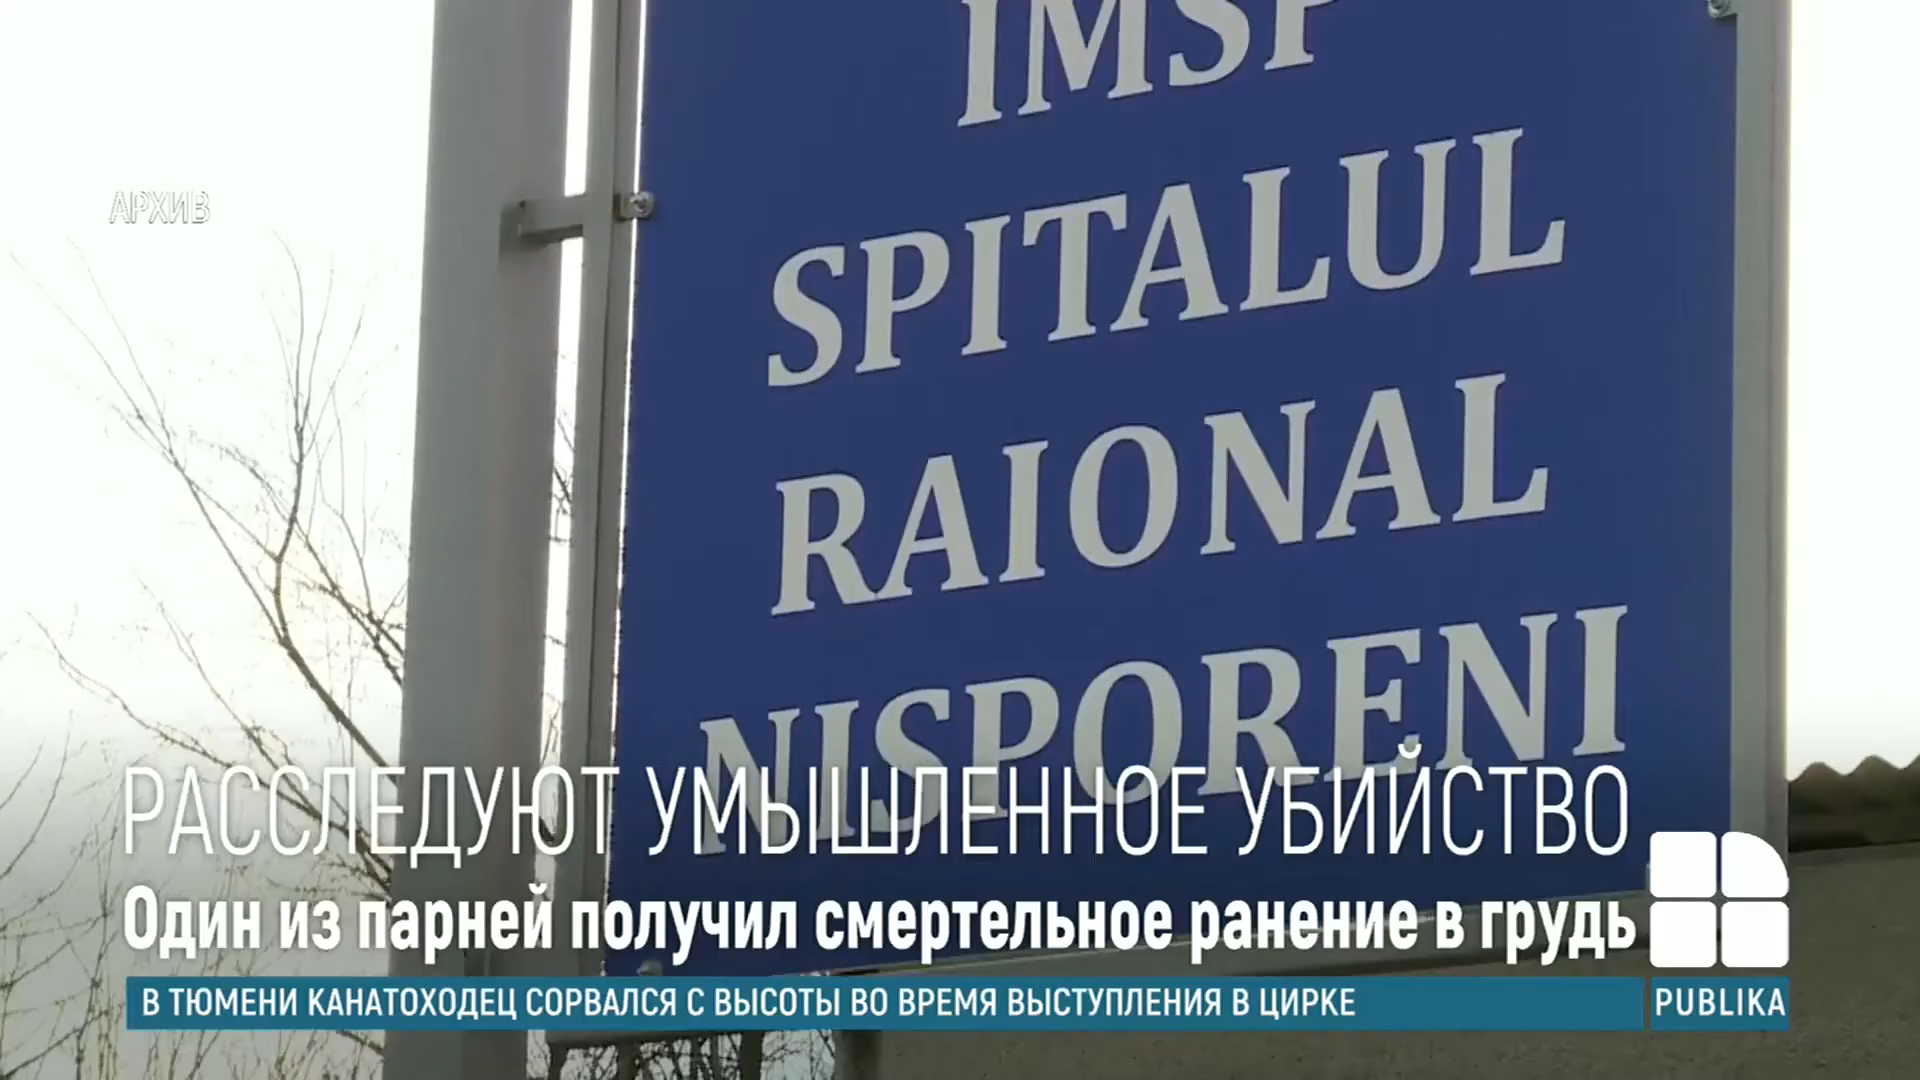 IMSP
SPITALUL
RAIONAL
NISPORENI
АРХИВ
РАССЛЕДУЮТ УМЫШЛЕННОЕ УБИЙСТВО
Один из парней получил смертельное ранение в грудь
В ТЮМЕНИ КАНАТОХОДЕЦ СОРВАЛСЯ С ВЫСОТЫ ВО ВРЕМЯ ВЫСТУПЛЕНИЯ В ЦИРКЕ
PUBLIKA